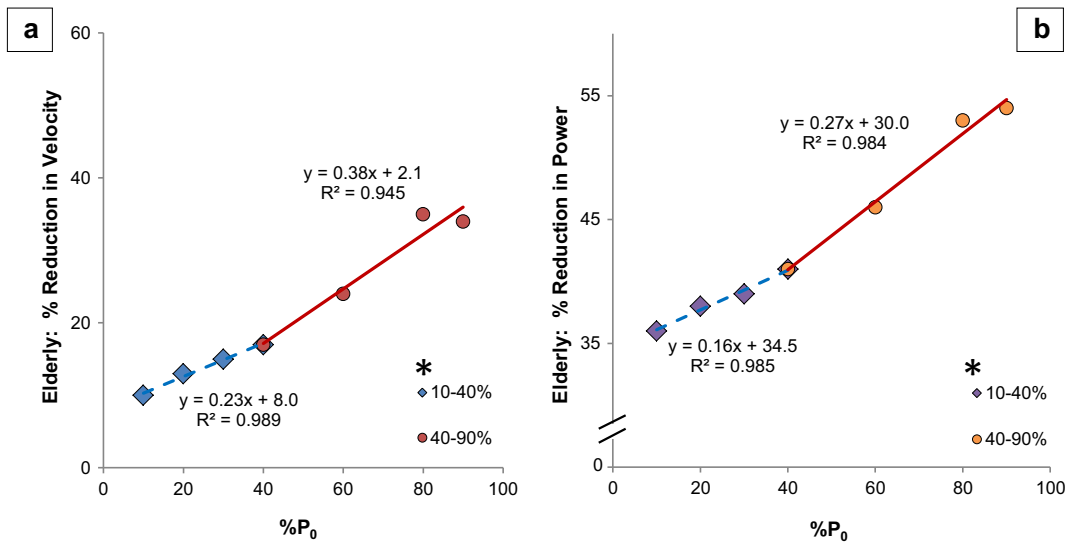 a
60
40
20
0
0
20
40
60
80
100
Elderly: % Reduction in Velocity
%P0
y = 0.38x + 2.1
R² = 0.945
y = 0.23x + 8.0
R² = 0.989
*
10-40%
40-90%
b
55
45
35
0
0
20
40
60
80
100
Elderly: % Reduction in Power
%P0
y = 0.27x + 30.0
R² = 0.984
y = 0.16x + 34.5
R² = 0.985
*
10-40%
40-90%